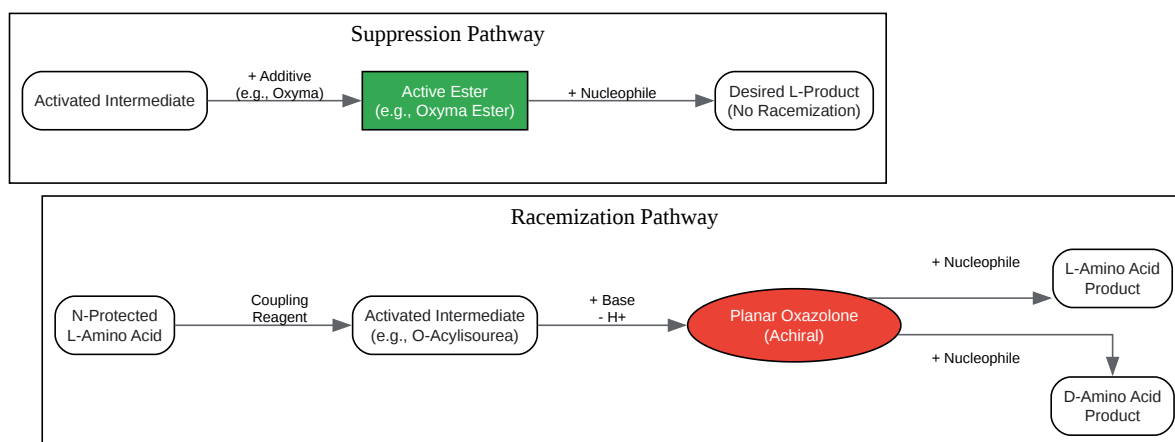 Suppression Pathway
Activated Intermediate
+ Additive
(e.g., Oxyma)
Active Ester
(e.g., Oxyma Ester)
+ Nucleophile
Desired L-Product
(No Racemization)
Racemization Pathway
N-Protected
L-Amino Acid
Coupling
Reagent
Activated Intermediate
(e.g., O-Acylisourea)
+ Base
- H+
Planar Oxazolone
(Achiral)
+ Nucleophile
L-Amino Acid
Product
+ Nucleophile
D-Amino Acid
Product